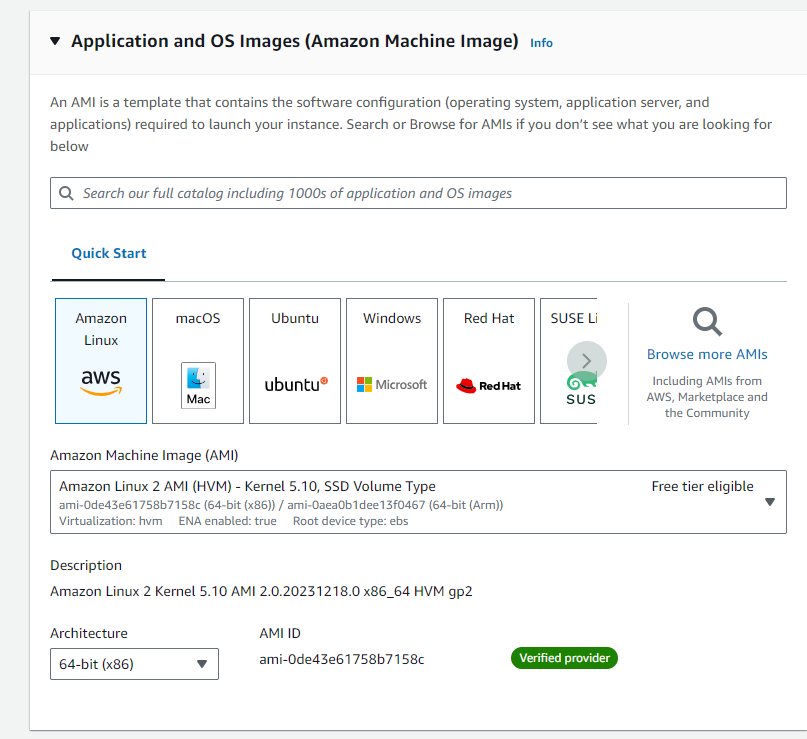 Application and OS Images (Amazon Machine Image) Info
An AMI is a template that contains the software configuration (operating system, application server, and
applications) required to launch your instance. Search or Browse for AMIs if you don’t see what you are looking for
below
Search our full catalog including 1000s of application and OS images
Quick Start
Amazon
Linux
aws
macOS
Mac
Ubuntu
ubuntu
Windows
Microsoft
Red Hat
Red Hat
SUSE Li
SUS
Browse more AMIs
Including AMIs from
AWS, Marketplace and
the Community
Amazon Machine Image (AMI)
Amazon Linux 2 AMI (HVM) - Kernel 5.10, SSD Volume Type
Free tier eligible
ami-0de43e61758b7158c (64-bit (x86)) / ami-0aea0b1dee13f0467 (64-bit (Arm))
Virtualization: hvm ENA enabled: true Root device type: ebs
Description
Amazon Linux 2 Kernel 5.10 AMI 2.0.20231218.0 x86_64 HVM gp2
Architecture
64-bit (x86)
AMI ID
ami-0de43e61758b7158c
Verified provider